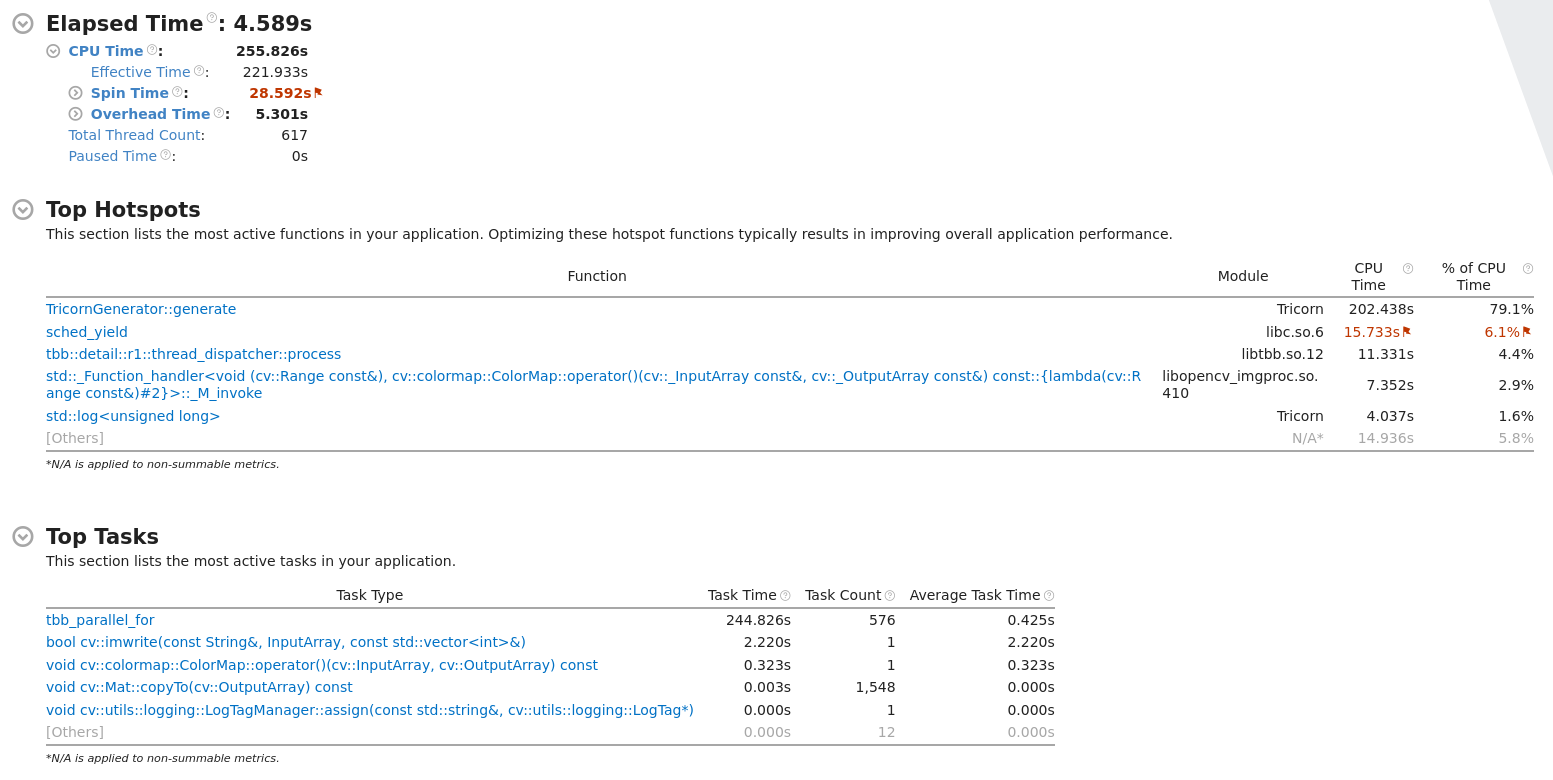 Elapsed Time: 4.589s
CPU Time: 255.826s
Effective Time: 221.933s
Spin Time: 28.592s
Overhead Time: 5.301s
Total Thread Count: 617
Paused Time: 0s
Top Hotspots
This section lists the most active functions in your application. Optimizing these hotspot functions typically results in improving overall application performance.
Function Module CPU Time % of CPU Time
TricornGenerator::generate Tricorn 202.438s 79.1%
sched_yield libc.so.6 15.733s 6.1%
tbb::detail::r1::thread_dispatcher::process libtbb.so.12 11.331s 4.4%
std::_Function_handler<void (cv::Range const&), cv::colormap::ColorMap::operator()(cv::_InputArray const&, cv::_OutputArray const&) const::{lambda(cv::R
ange const&)#2}>::_M_invoke libopencv_imgproc.so.410 7.352s 2.9%
std::log<unsigned long> Tricorn 4.037s 1.6%
[Others] N/A* 14.936s 5.8%
*N/A is applied to non-summable metrics.
Top Tasks
This section lists the most active tasks in your application.
Task Type Task Time Task Count Average Task Time
tbb_parallel_for 244.826s 576 0.425s
bool cv::imwrite(const String&, InputArray, const std::vector<int>&) 2.220s 1 2.220s
void cv::colormap::ColorMap::operator()(cv::InputArray, cv::OutputArray) const 0.323s 1 0.323s
void cv::Mat::copyTo(cv::OutputArray) const 0.003s 1,548 0.000s
void cv::utils::logging::LogTagManager::assign(const std::string&, cv::utils::logging::LogTag*) 0.000s 1 0.000s
[Others] 0.000s 12 0.000s
*N/A is applied to non-summable metrics.